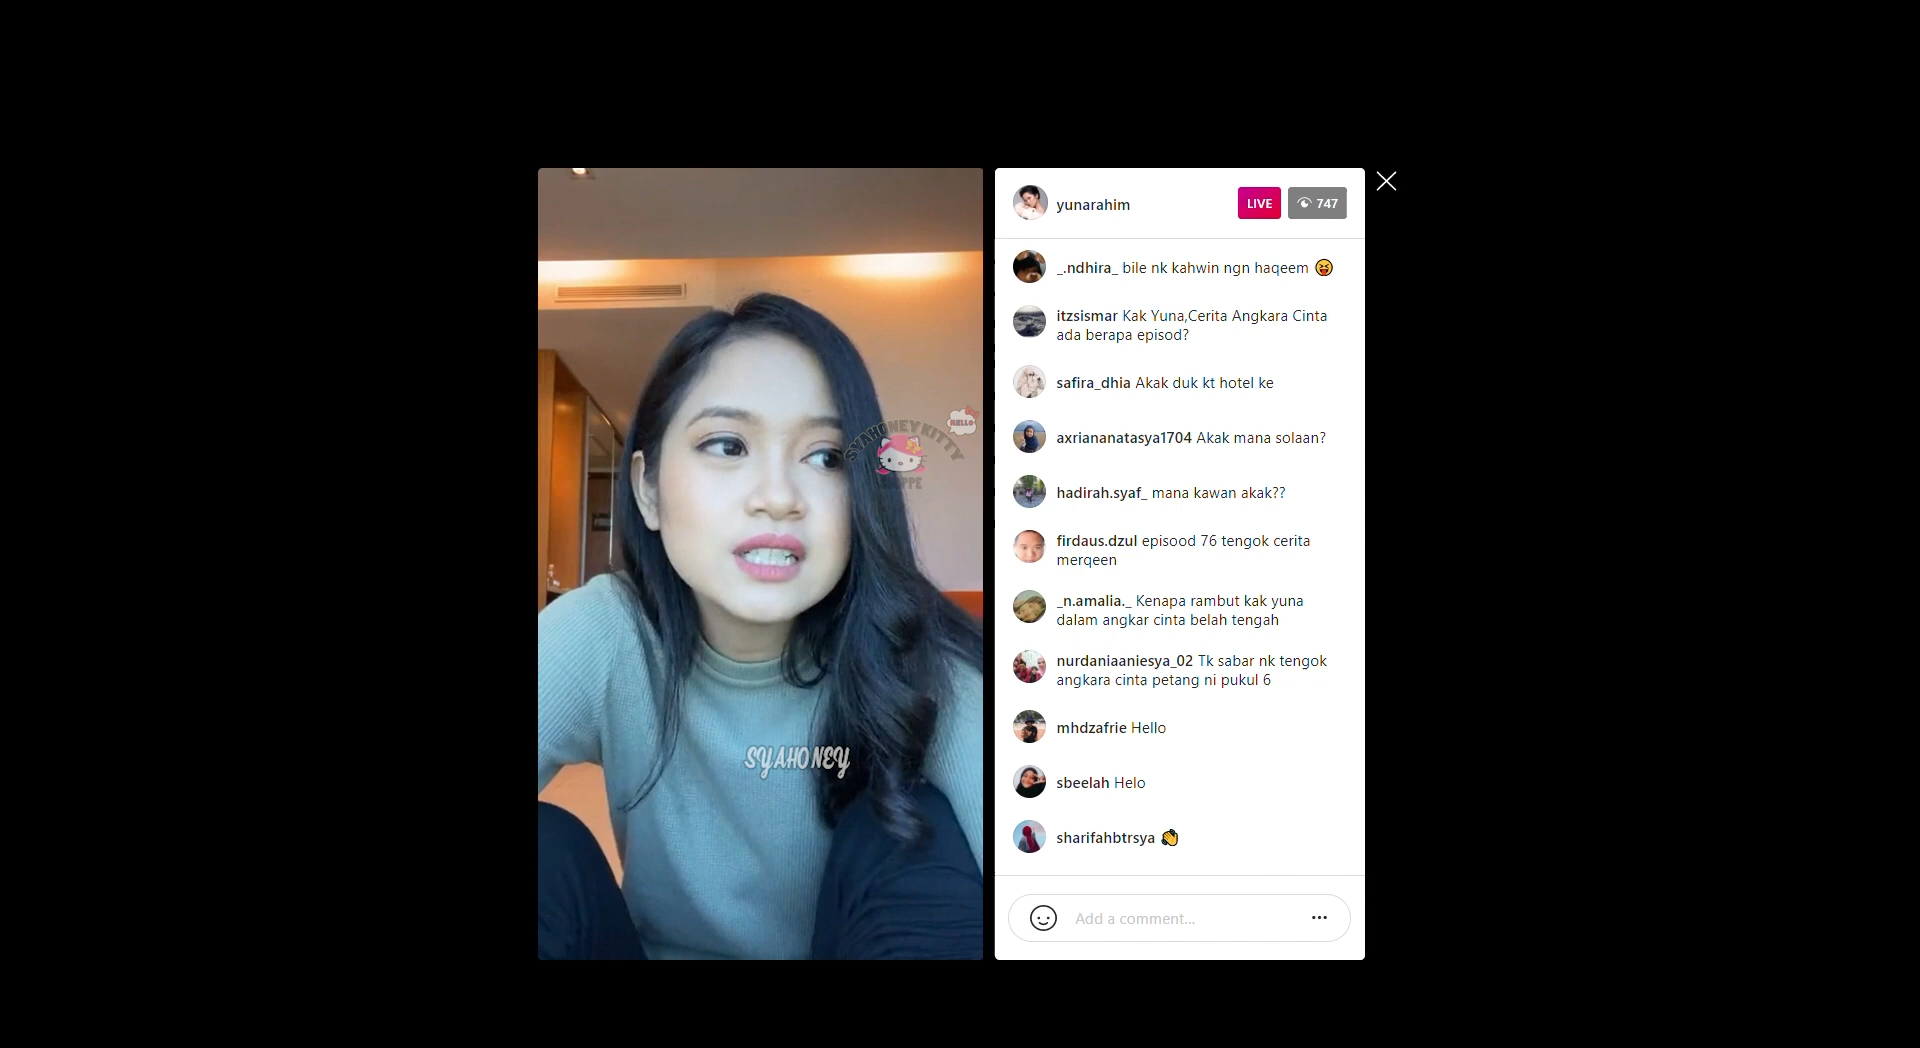 yunarahim
LIVE
747
_.ndhira_ bile nk kahwin ngn haqeem 😝
itzsismar Kak Yuna,Cerita Angkara Cinta
ada berapa episod?
safira_dhia Akak duk kt hotel ke
axriananatasya1704 Akak mana solaan?
hadirah.syaf_ mana kawan akak??
firdaus.dzul episood 76 tengok cerita
merqeen
_n.amalia._ Kenapa rambut kak yuna
dalam angkar cinta belah tengah
nurdaniaaniesya_02 Tk sabar nk tengok
angkara cinta petang ni pukul 6
mhdzafrie Hello
sbeelah Helo
sharifahbtrsya 👏
Add a comment...
HELLO
SYAHONEYKITTY
SYAHONEY